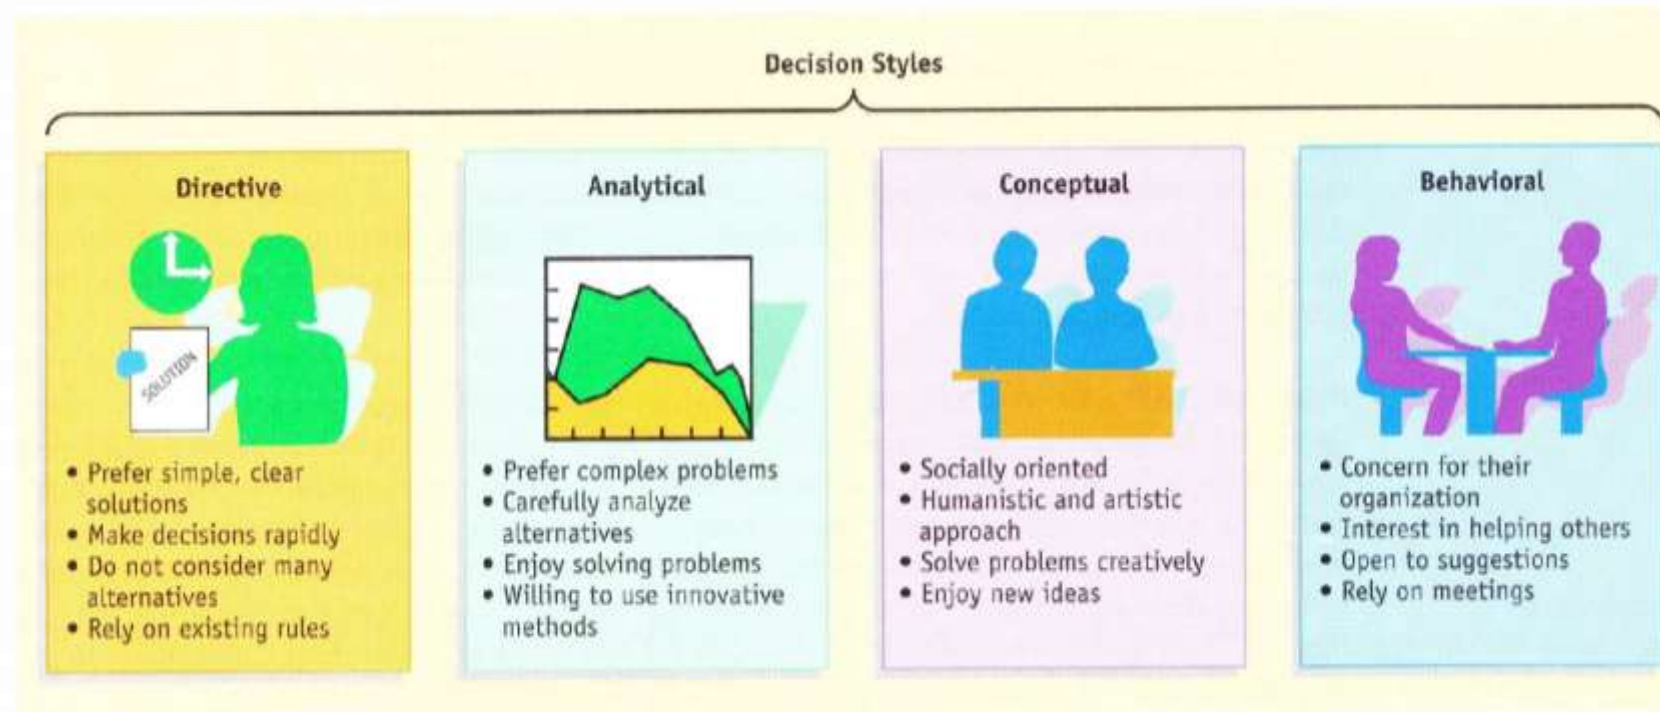 Decision Styles
Directive
SOLUTION
• Prefer simple, clear
solutions
• Make decisions rapidly
• Do not consider many
alternatives
• Rely on existing rules
Analytical
• Prefer complex problems
• Carefully analyze
alternatives
• Enjoy solving problems
• Willing to use innovative
methods
Conceptual
• Socially oriented
• Humanistic and artistic
approach
• Solve problems creatively
• Enjoy new ideas
Behavioral
• Concern for their
organization
• Interest in helping others
• Open to suggestions
• Rely on meetings